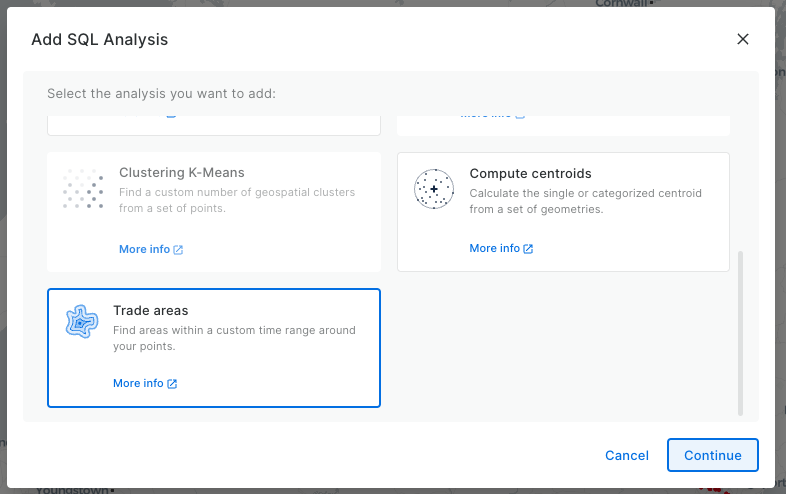 Cornwall
Add SQL Analysis
Select the analysis you want to add:
More info
Clustering K-Means
Find a custom number of geospatial clusters
from a set of points.
More info
Compute centroids
Calculate the single or categorized centroid
from a set of geometries.
More info
Trade areas
Find areas within a custom time range around
your points.
More info
Cancel
Continue
Youngstown